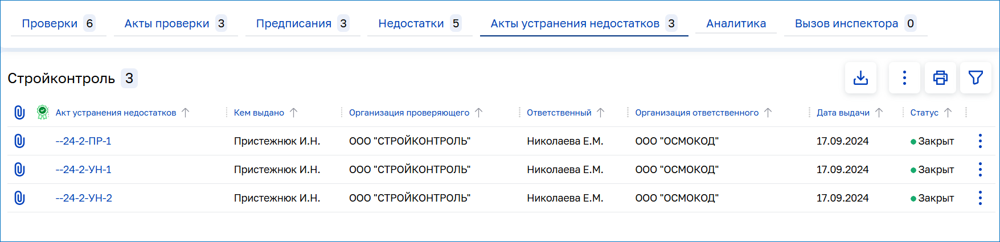 Проверки 6 Акты проверки 3 Предписания 3 Недостатки 5 Акты устранения недостатков 3 Аналитика Вызов инспектора 0
Стройконтроль 3
Акт устранения недостатков Кем выдано Организация проверяющего Ответственный Организация ответственного Дата выдачи Статус
--24-2-ПР-1 Пристежнюк И.Н. ООО "СТРОЙКОНТРОЛЬ" Николаева Е.М. ООО "ОСМОКОД" 17.09.2024 Закрыт
--24-2-УН-1 Пристежнюк И.Н. ООО "СТРОЙКОНТРОЛЬ" Николаева Е.М. ООО "ОСМОКОД" 17.09.2024 Закрыт
--24-2-УН-2 Пристежнюк И.Н. ООО "СТРОЙКОНТРОЛЬ" Николаева Е.М. ООО "ОСМОКОД" 17.09.2024 Закрыт